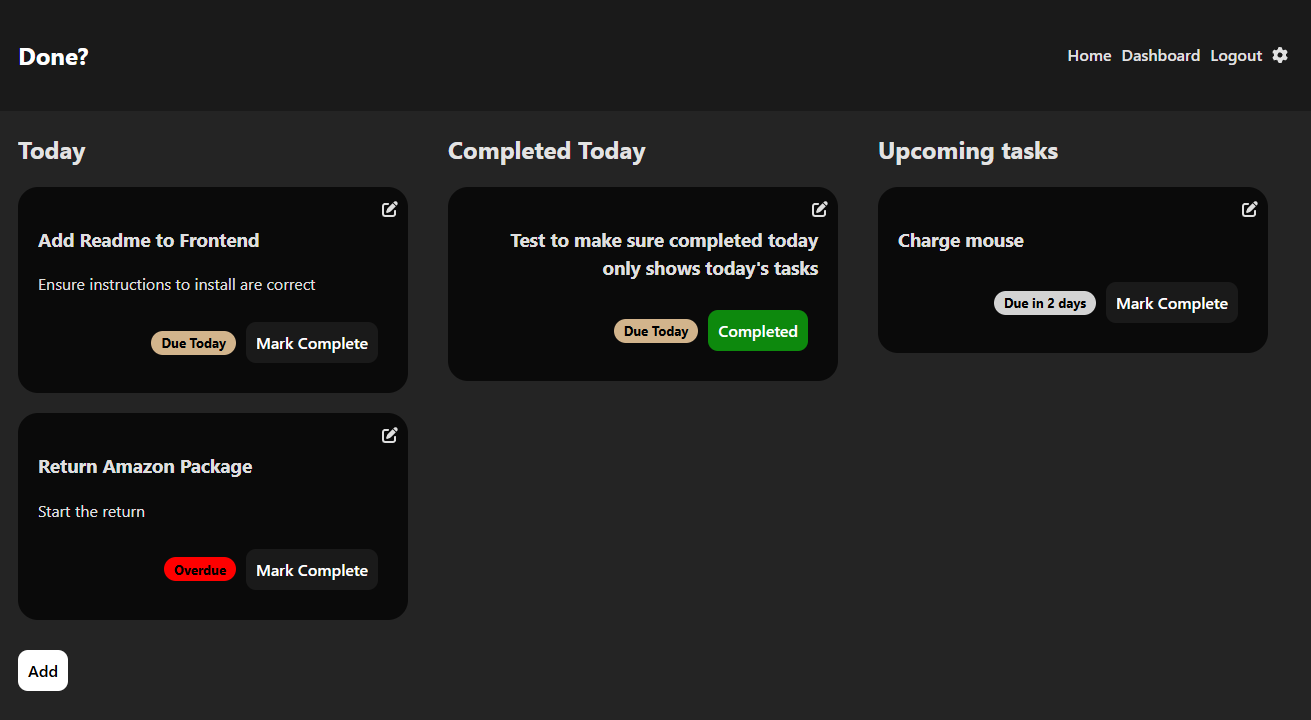 Done?
Home Dashboard Logout
Today
Add Readme to Frontend
Ensure instructions to install are correct
Due Today Mark Complete
Return Amazon Package
Start the return
Overdue Mark Complete
Add
Completed Today
Test to make sure completed today
only shows today's tasks
Due Today Completed
Upcoming tasks
Charge mouse
Due in 2 days Mark Complete